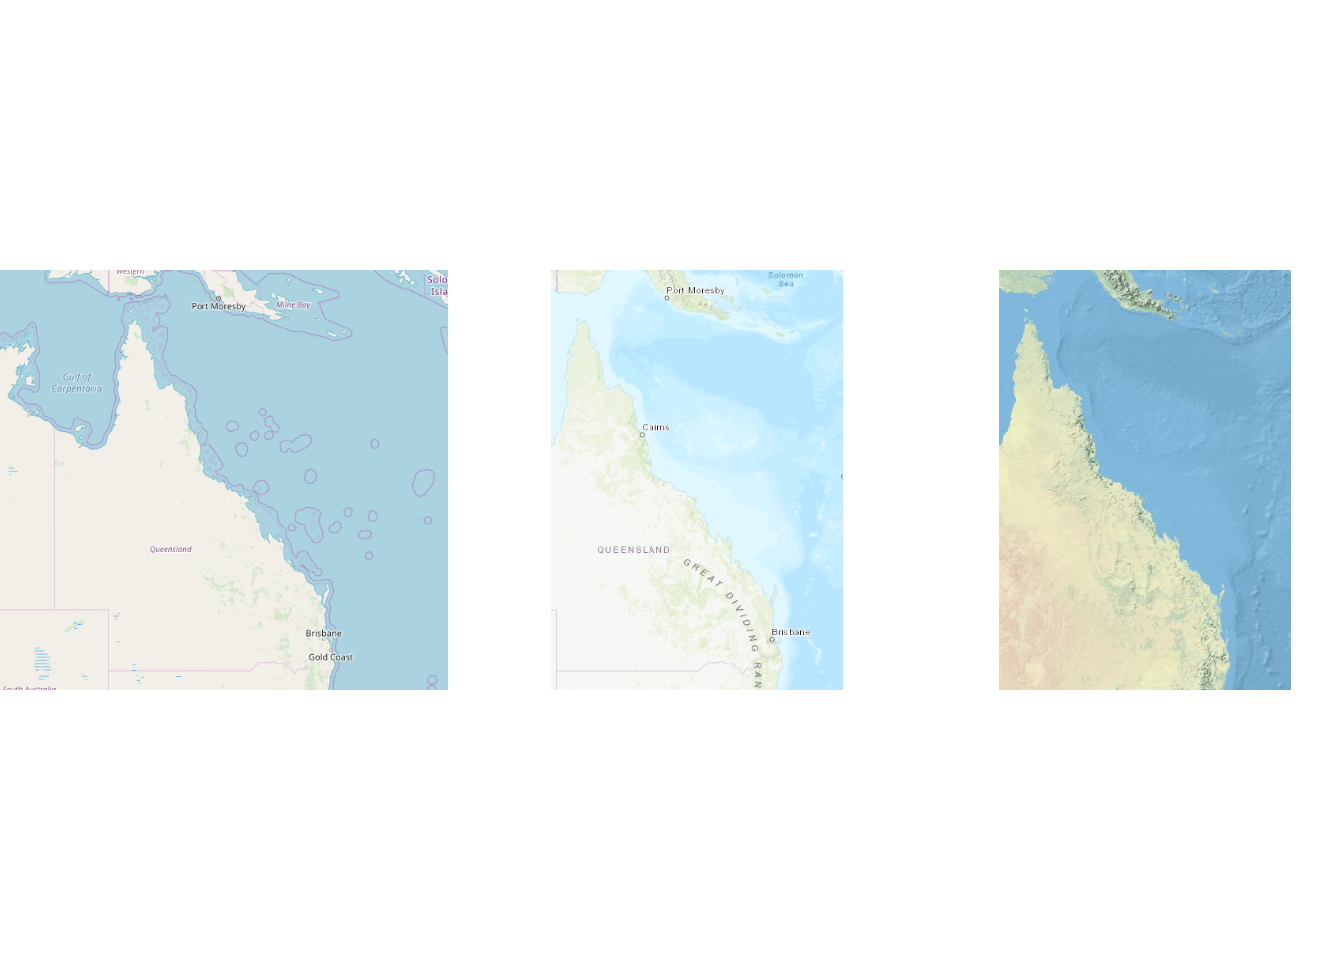 Western
Solo
Isla
Port Moresby
Milne Bay
Gulf of
Carpentaria
Queensland
Brisbane
Gold Coast
South Australia
Solomon
Sea
Port Moresby
Cairns
QUEENSLAND
GREAT DIVIDING RAN
Brisbane